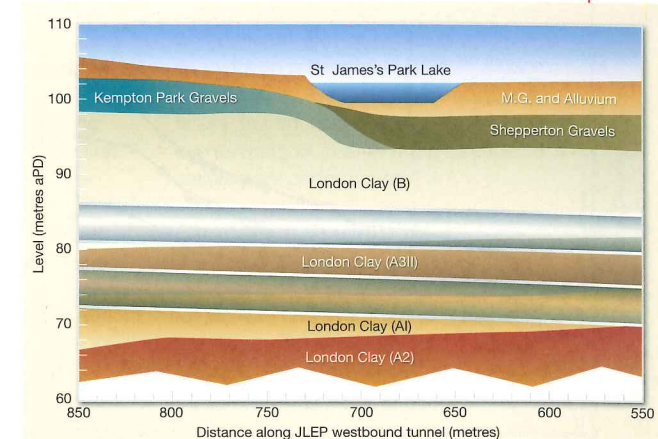 110
100
90
80
70
60
Level (metres aPD)
St James's Park Lake
Kempton Park Gravels
M.G. and Alluvium
Shepperton Gravels
London Clay (B)
London Clay (A3II)
London Clay (AI)
London Clay (A2)
850 800 750 700 650 600 550
Distance along JLEP westbound tunnel (metres)